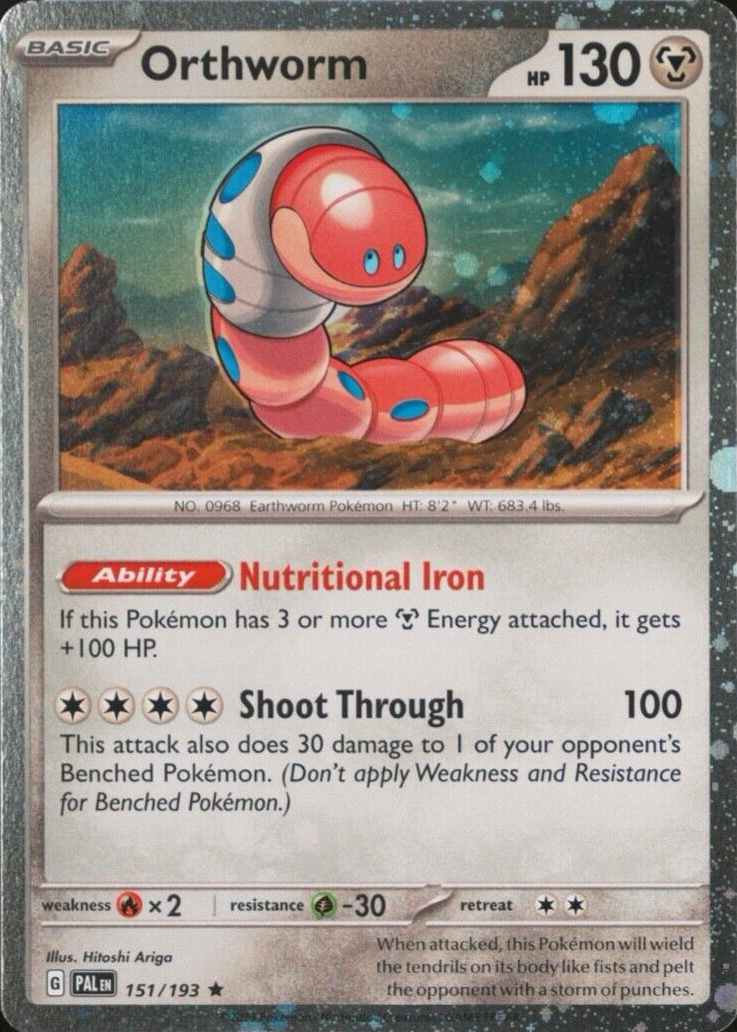 BASIC Orthworm HP 130
NO. 0968 Earthworm Pokémon HT: 8'2" WT: 683.4 lbs.
Ability Nutritional Iron
If this Pokémon has 3 or more Energy attached, it gets
+100 HP.
Shoot Through 100
This attack also does 30 damage to 1 of your opponent's
Benched Pokémon. (Don't apply Weakness and Resistance
for Benched Pokémon.)
weakness ×2 resistance -30 retreat
Illus. Hitoshi Ariga
When attacked, this Pokémon will wield
the tendrils on its body like fists and pelt
the opponent with a storm of punches.
G PAL EN 151/193 ★